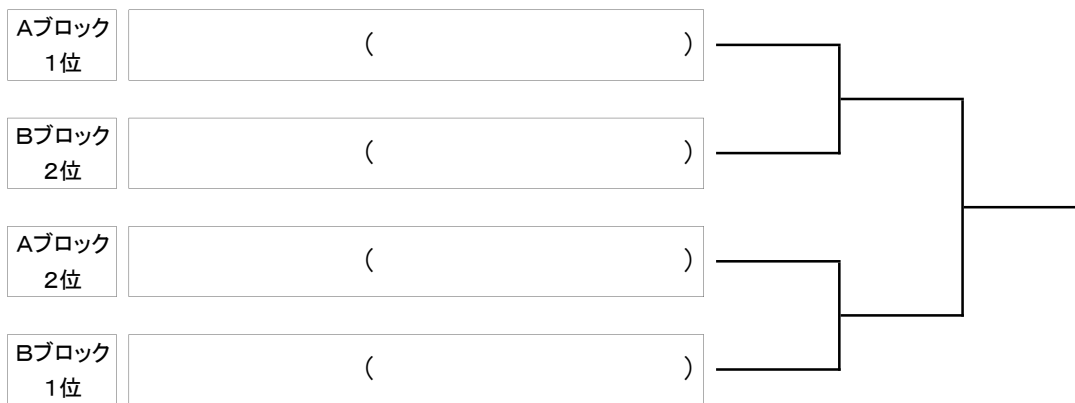 Aブロック
1位
(　　　　　)
Bブロック
2位
(　　　　　)
Aブロック
2位
(　　　　　)
Bブロック
1位
(　　　　　)